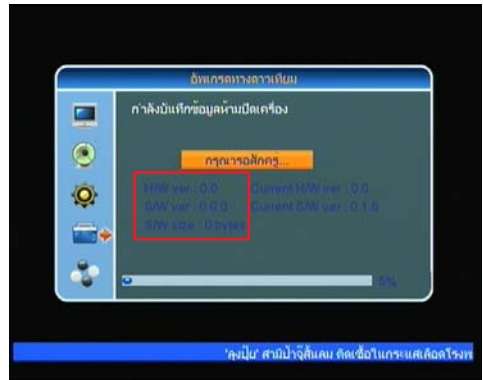 อัพเกรดทางดาวเทียม
กำลังบันทึกข้อมูลห้ามปิดเครื่อง
กรุณารอสักครู่...
H/W ver : 0.0 Current H/W ver : 0.0
S/W ver : 0.0.0 Current S/W ver : 0.1.6
S/W size : 0 bytes
5%
'ลุงปุ๋ย' สามีป้าจุ๊สิ้นลม ติดเชื้อในกระแสเลือดโรงพ